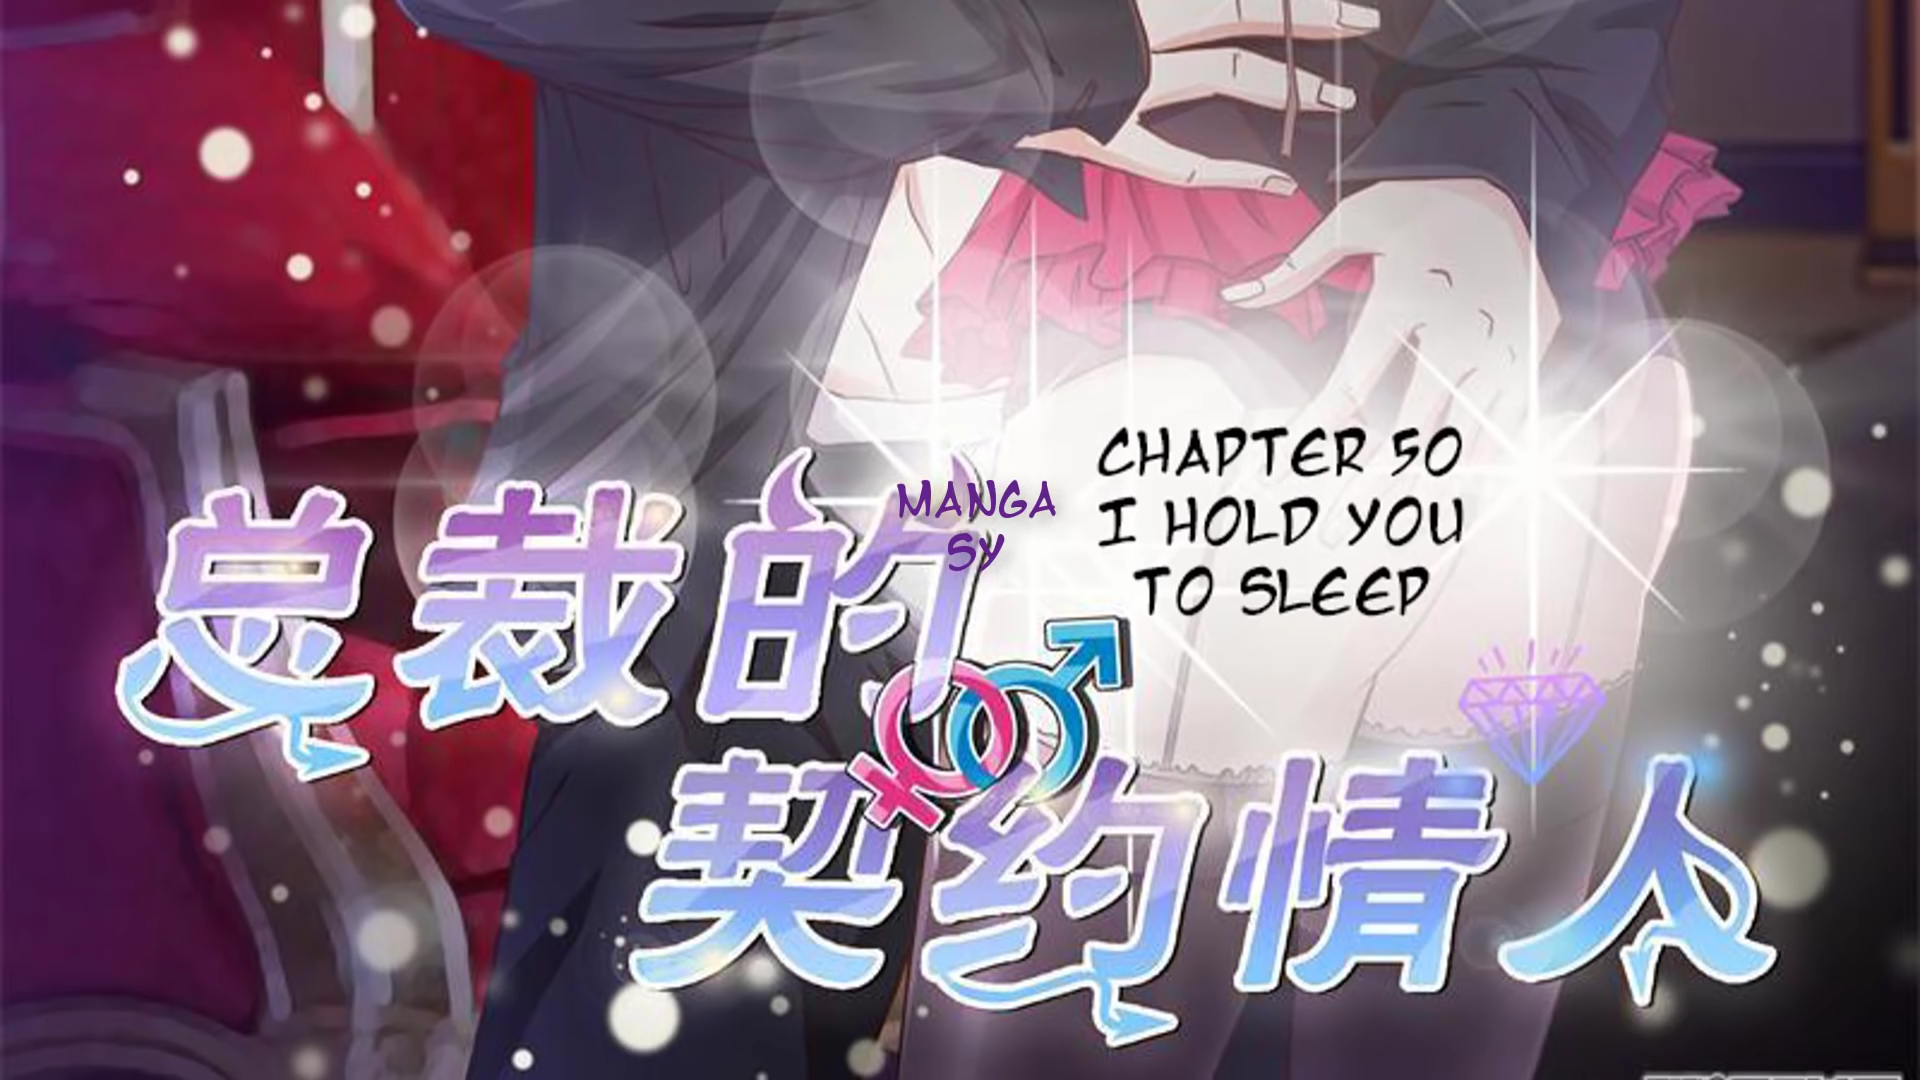 CHAPTER 50
I HOLD YOU
TO SLEEP
MANGA
SY
总裁的
契约情人